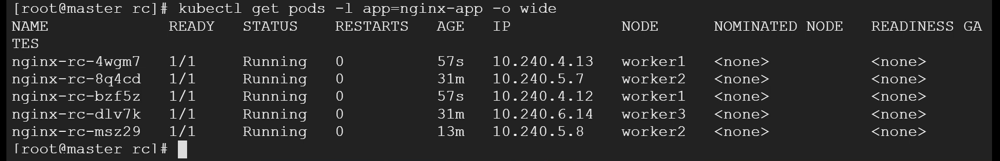 [root@master rc]# kubectl get pods -l app=nginx-app -o wide
NAME             READY   STATUS    RESTARTS   AGE   IP            NODE      NOMINATED NODE   READINESS GA
TES
nginx-rc-4wgm7   1/1     Running   0          57s   10.240.4.13   worker1   <none>           <none>
nginx-rc-8q4cd   1/1     Running   0          31m   10.240.5.7    worker2   <none>           <none>
nginx-rc-bzf5z   1/1     Running   0          57s   10.240.4.12   worker1   <none>           <none>
nginx-rc-dlv7k   1/1     Running   0          31m   10.240.6.14   worker3   <none>           <none>
nginx-rc-msz29   1/1     Running   0          13m   10.240.5.8    worker2   <none>           <none>
[root@master rc]#